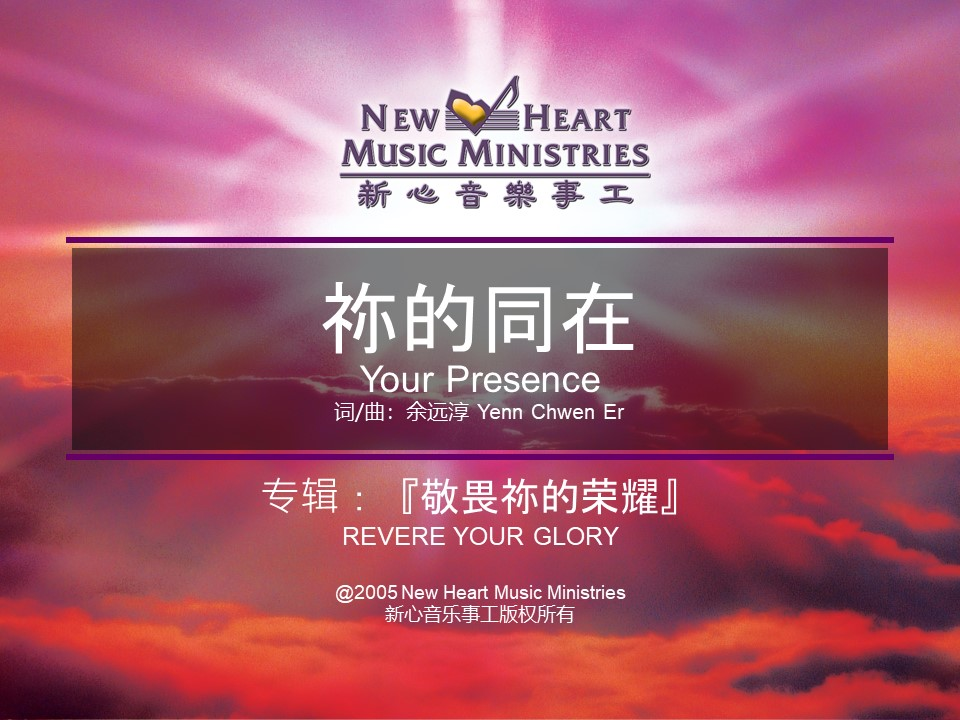 NEW HEART
MUSIC MINISTRIES
新心音樂事工
祢的同在
Your Presence
词/曲：余远淳 Yenn Chwen Er
专辑：『敬畏祢的荣耀』
REVERE YOUR GLORY
@2005 New Heart Music Ministries
新心音乐事工版权所有